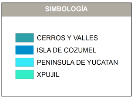 SIMBOLOGÍA
CERROS Y VALLES
ISLA DE COZUMEL
PENINSULA DE YUCATAN
XPUJIL